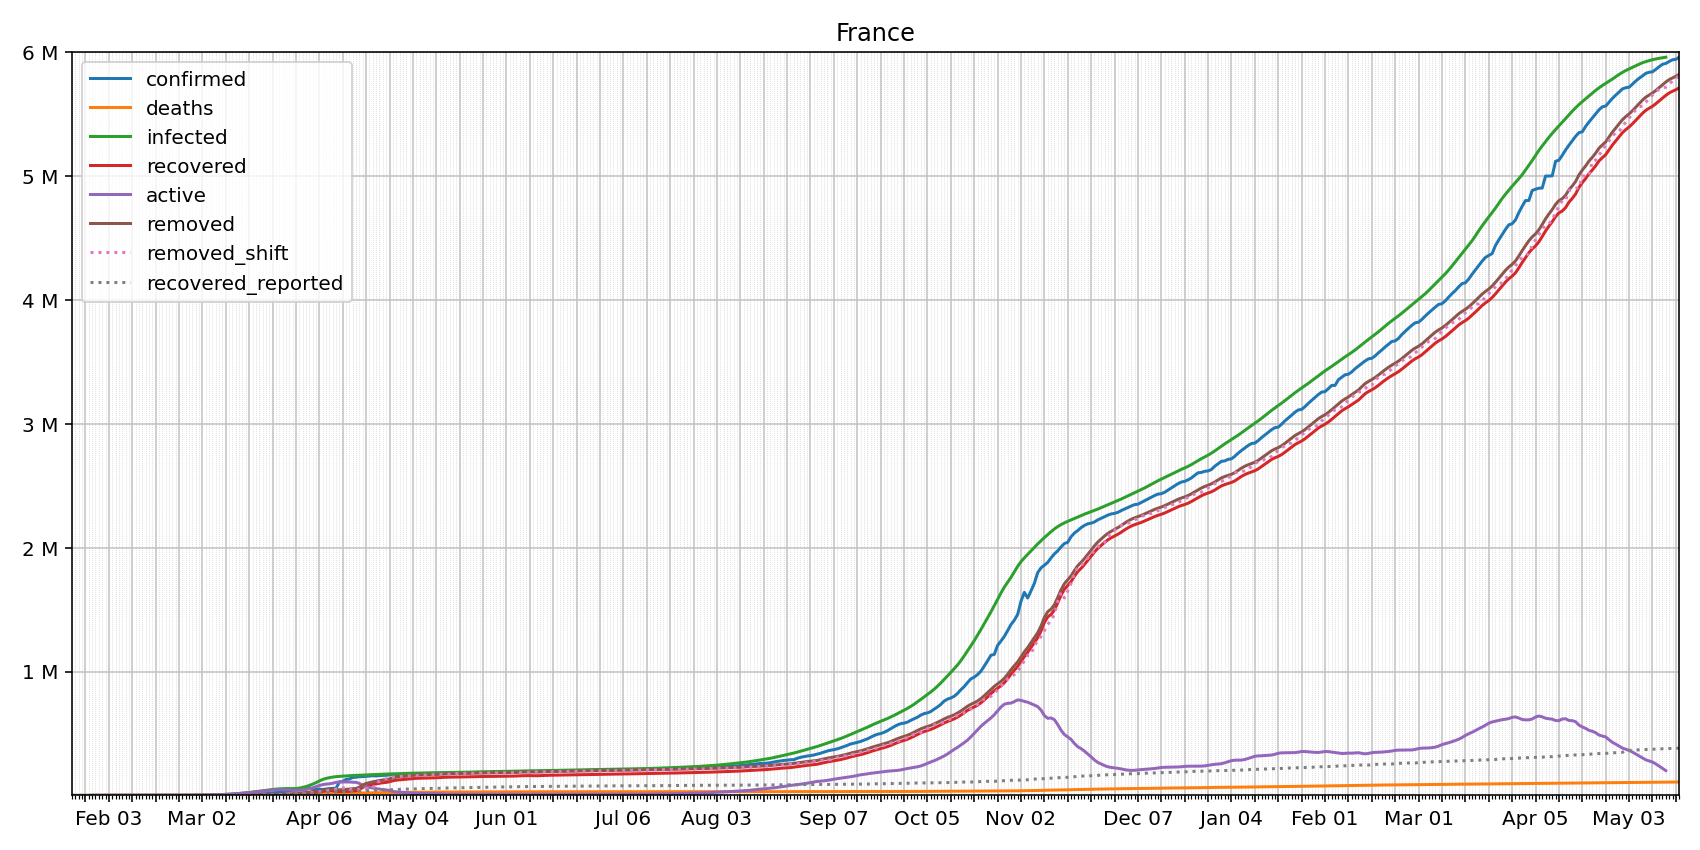 France
6 M
5 M
4 M
3 M
2 M
1 M
confirmed
deaths
infected
recovered
active
removed
removed_shift
recovered_reported
Feb 03 Mar 02 Apr 06 May 04 Jun 01 Jul 06 Aug 03 Sep 07 Oct 05 Nov 02 Dec 07 Jan 04 Feb 01 Mar 01 Apr 05 May 03